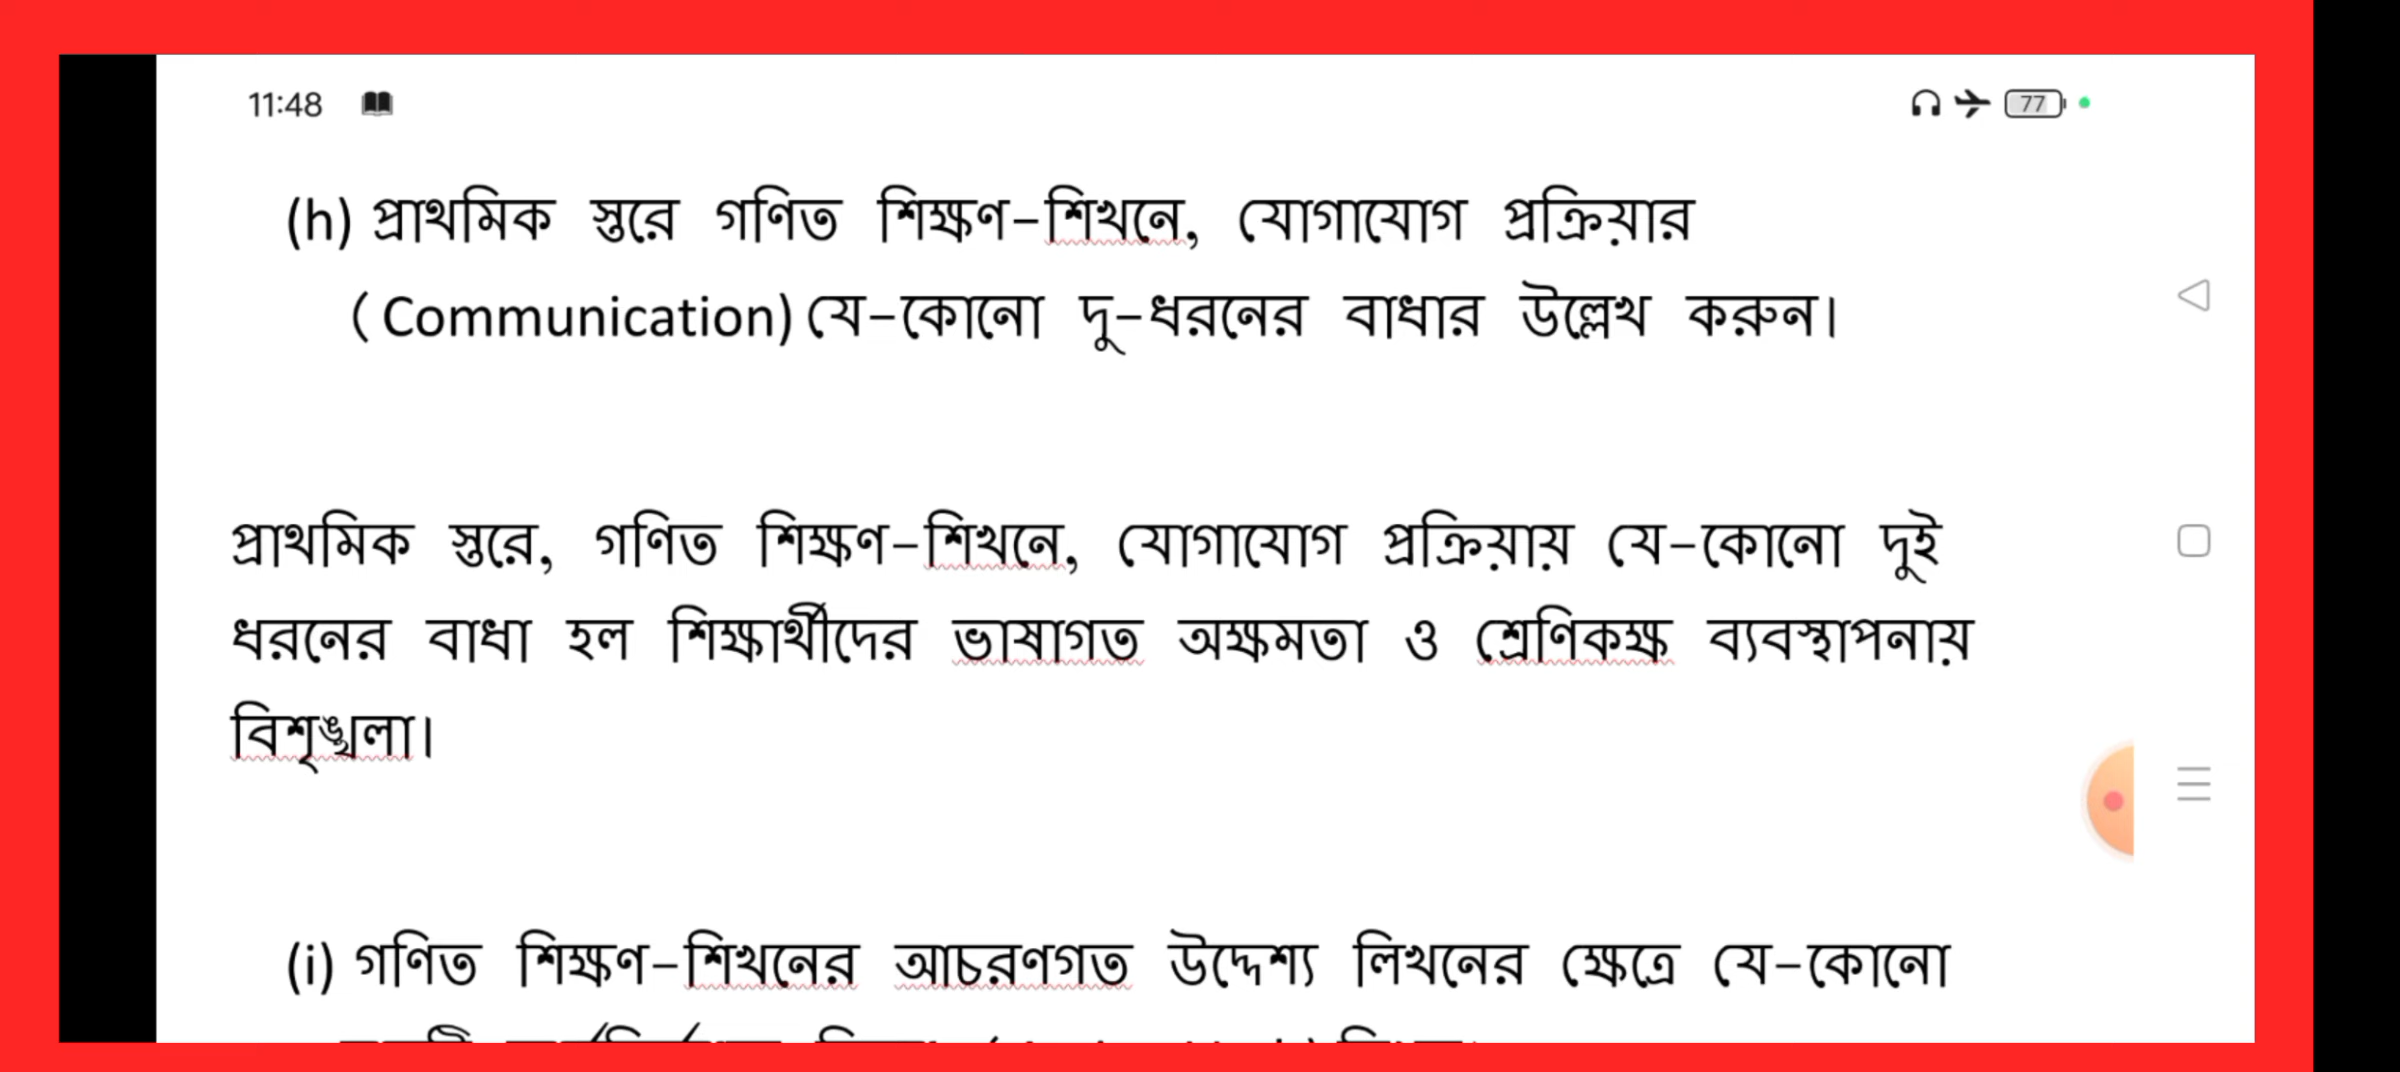 11:48
77
(h) প্রাথমিক স্তরে গণিত শিক্ষণ-শিখনে, যোগাযোগ প্রক্রিয়ার
(Communication) যে-কোনো দু-ধরনের বাধার উল্লেখ করুন।
প্রাথমিক স্তরে, গণিত শিক্ষণ-শিখনে, যোগাযোগ প্রক্রিয়ায় যে-কোনো দুই
ধরনের বাধা হল শিক্ষার্থীদের ভাষাগত অক্ষমতা ও শ্রেণিকক্ষ ব্যবস্থাপনায়
বিশৃঙ্খলা।
(i) গণিত শিক্ষণ-শিখনের আচরণগত উদ্দেশ্য লিখনের ক্ষেত্রে যে-কোনো